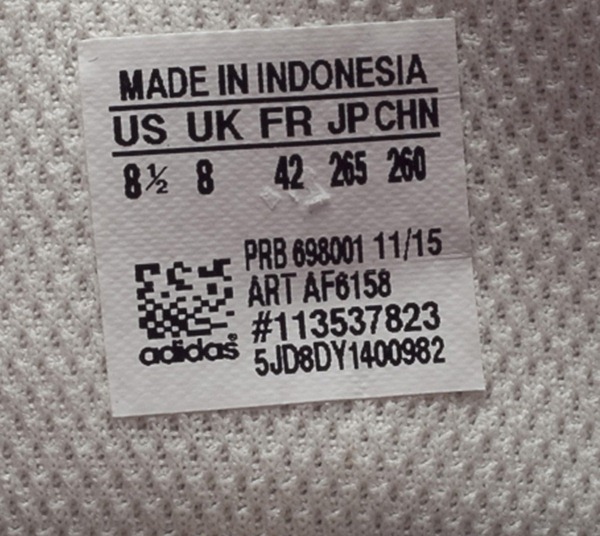 MADE IN INDONESIA
US UK FR JP CHN
8½ 8 42 265 260
PRB 698001 11/15
ART AF6158
#113537823
adidas®
5JD8DY1400982